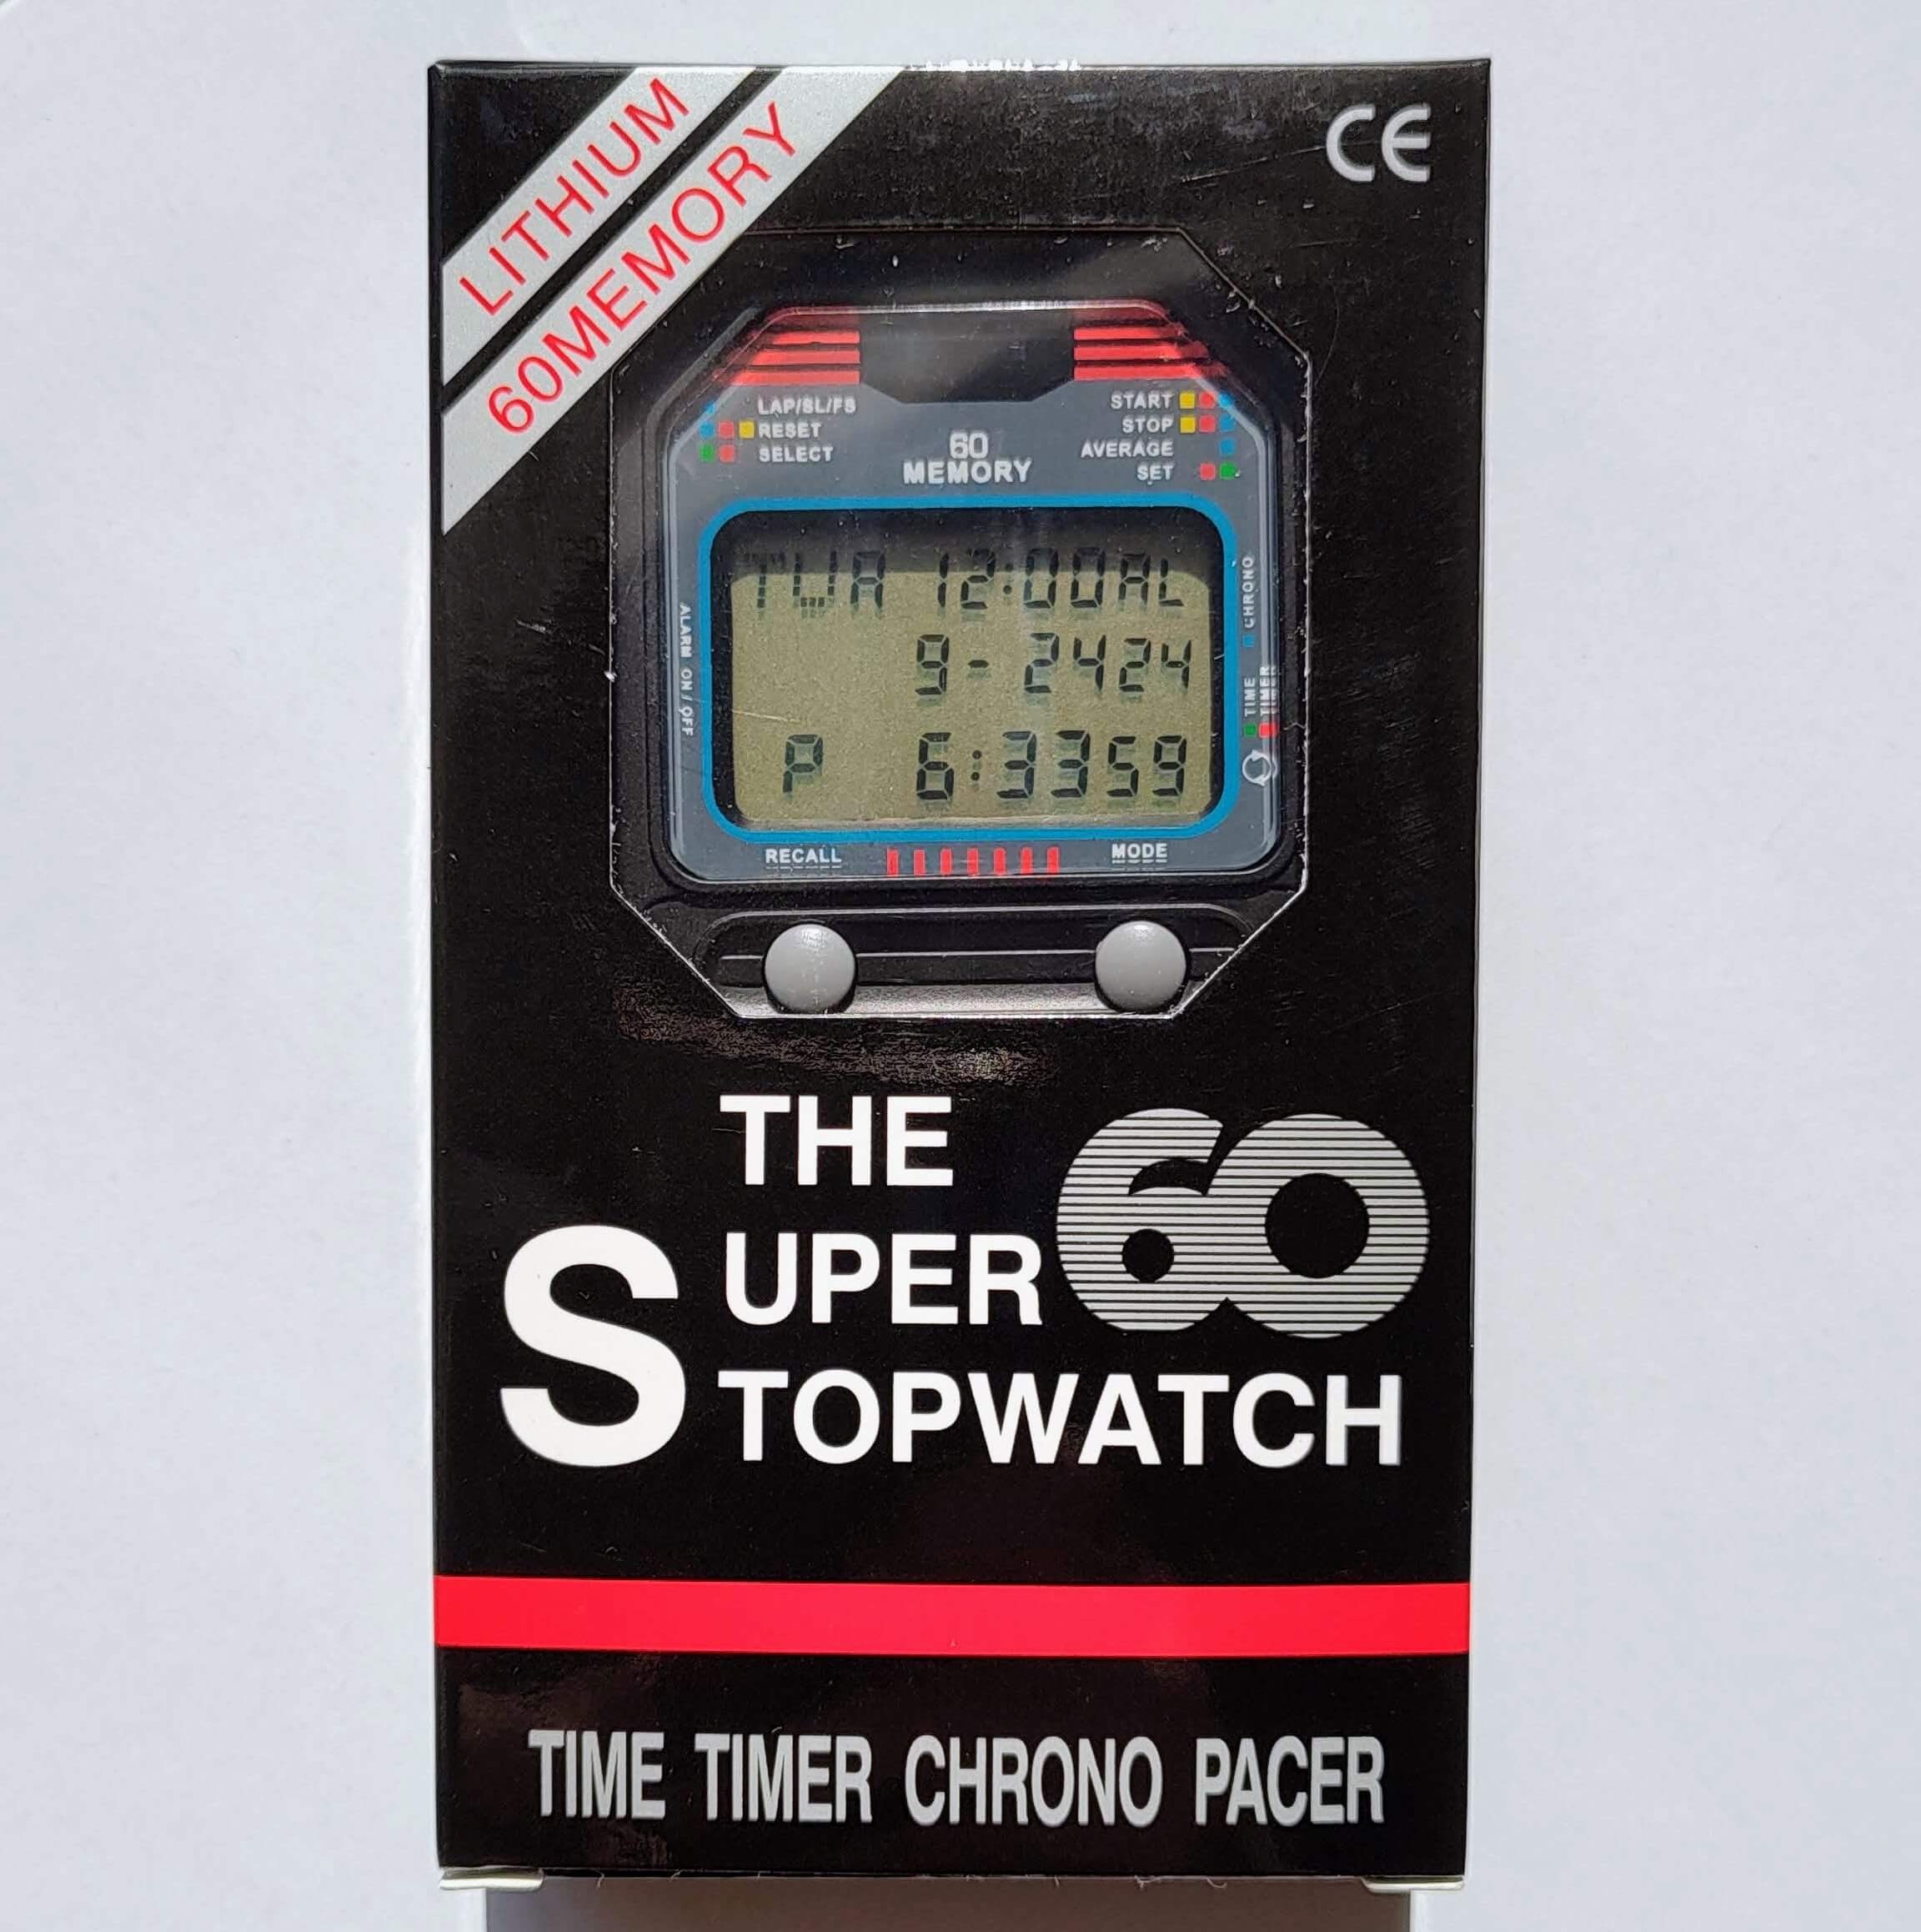 LITHIUM
60MEMORY
CE
LAP/SL/FS
RESET
SELECT
60
MEMORY
START
STOP
AVERAGE
SET
ALARM ON / OFF
TUA 12:00AL
9- 2424
P 6:3359
CHRONO
TIME
TIMER
RECALL
MODE
THE
SUPER 60
STOPWATCH
TIME TIMER CHRONO PACER